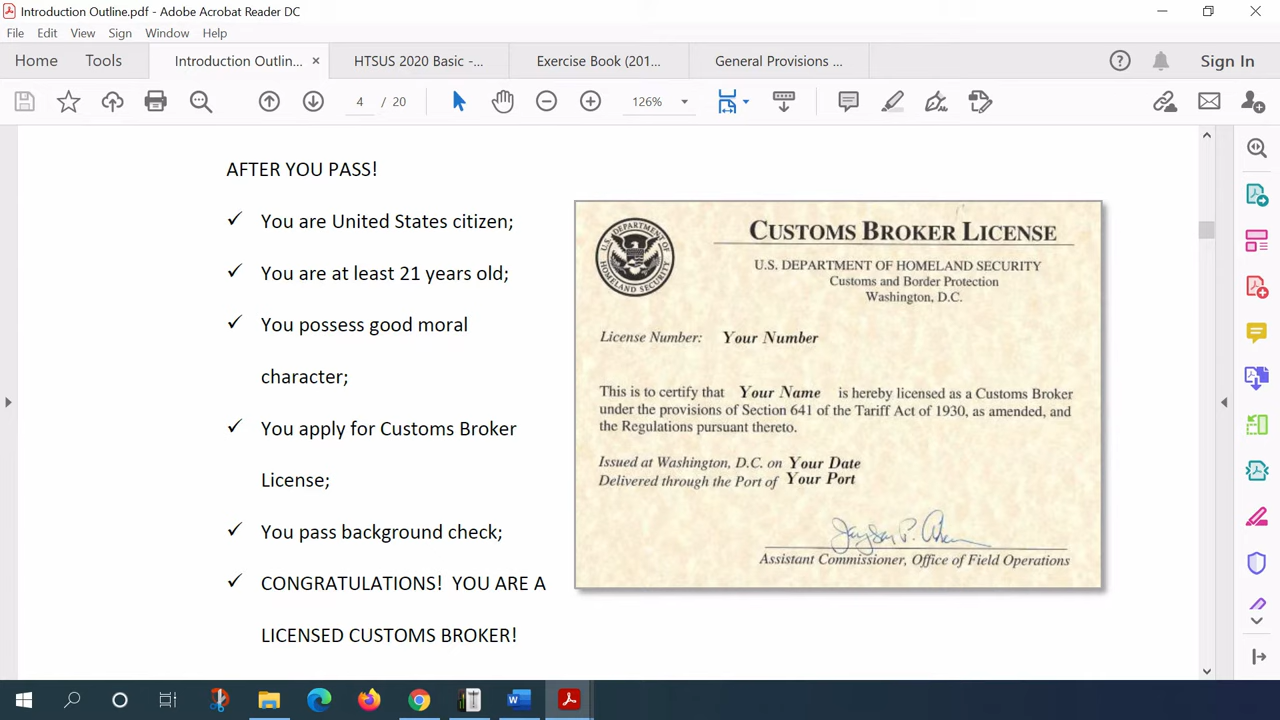 Introduction Outline.pdf - Adobe Acrobat Reader DC
File Edit View Sign Window Help
Home Tools Introduction Outlin... × HTSUS 2020 Basic -... Exercise Book (201... General Provisions ... Sign In
4 / 20 126%
AFTER YOU PASS!
✓ You are United States citizen;
✓ You are at least 21 years old;
✓ You possess good moral
character;
✓ You apply for Customs Broker
License;
✓ You pass background check;
✓ CONGRATULATIONS! YOU ARE A
LICENSED CUSTOMS BROKER!
U.S. DEPARTMENT OF HOMELAND SECURITY
CUSTOMS BROKER LICENSE
U.S. DEPARTMENT OF HOMELAND SECURITY
Customs and Border Protection
Washington, D.C.
License Number: Your Number
This is to certify that Your Name is hereby licensed as a Customs Broker
under the provisions of Section 641 of the Tariff Act of 1930, as amended, and
the Regulations pursuant thereto.
Issued at Washington, D.C. on Your Date
Delivered through the Port of Your Port
Assistant Commissioner, Office of Field Operations